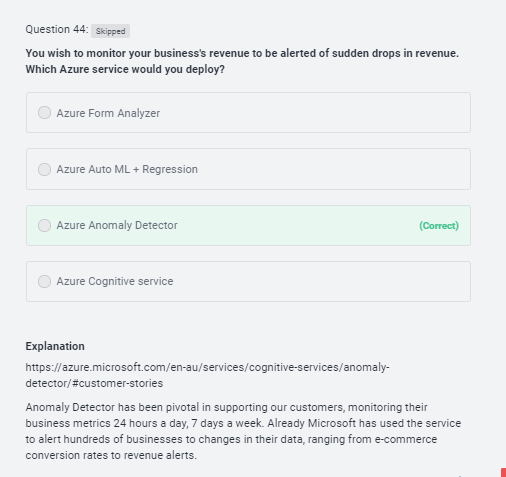 Question 44: Skipped
You wish to monitor your business's revenue to be alerted of sudden drops in revenue.
Which Azure service would you deploy?
Azure Form Analyzer
Azure Auto ML + Regression
Azure Anomaly Detector (Correct)
Azure Cognitive service
Explanation
https://azure.microsoft.com/en-au/services/cognitive-services/anomaly-
detector/#customer-stories
Anomaly Detector has been pivotal in supporting our customers, monitoring their
business metrics 24 hours a day, 7 days a week. Already Microsoft has used the service
to alert hundreds of businesses to changes in their data, ranging from e-commerce
conversion rates to revenue alerts.